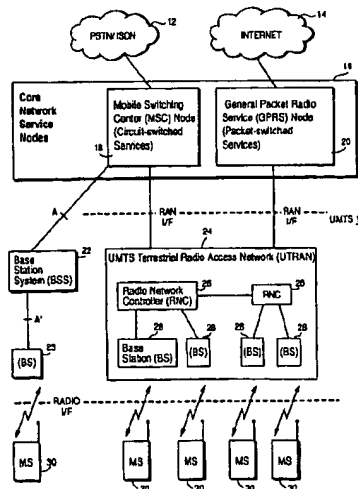 12
14
PSTN/ISDN
INTERNET
16
Core
Network
Service
Nodes
Mobile Switching
Center (MSC) Node
(Circuit-switched
Services)
18
General Packet Radio
Service (GPRS) Node
(Packet-switched
Services)
20
A
RAN
I/F
RAN
I/F
UMTS
22
24
Base
Station
System (BSS)
UMTS Terrestrial Radio Access Network (UTRAN)
Radio Network
Controller (RNC)
26
RNC
26
A'
23
(BS)
28
Base
Station (BS)
28
(BS)
28
(BS)
28
(BS)
RADIO
I/F
MS
MS
MS
MS
MS
30
30
30
30
30